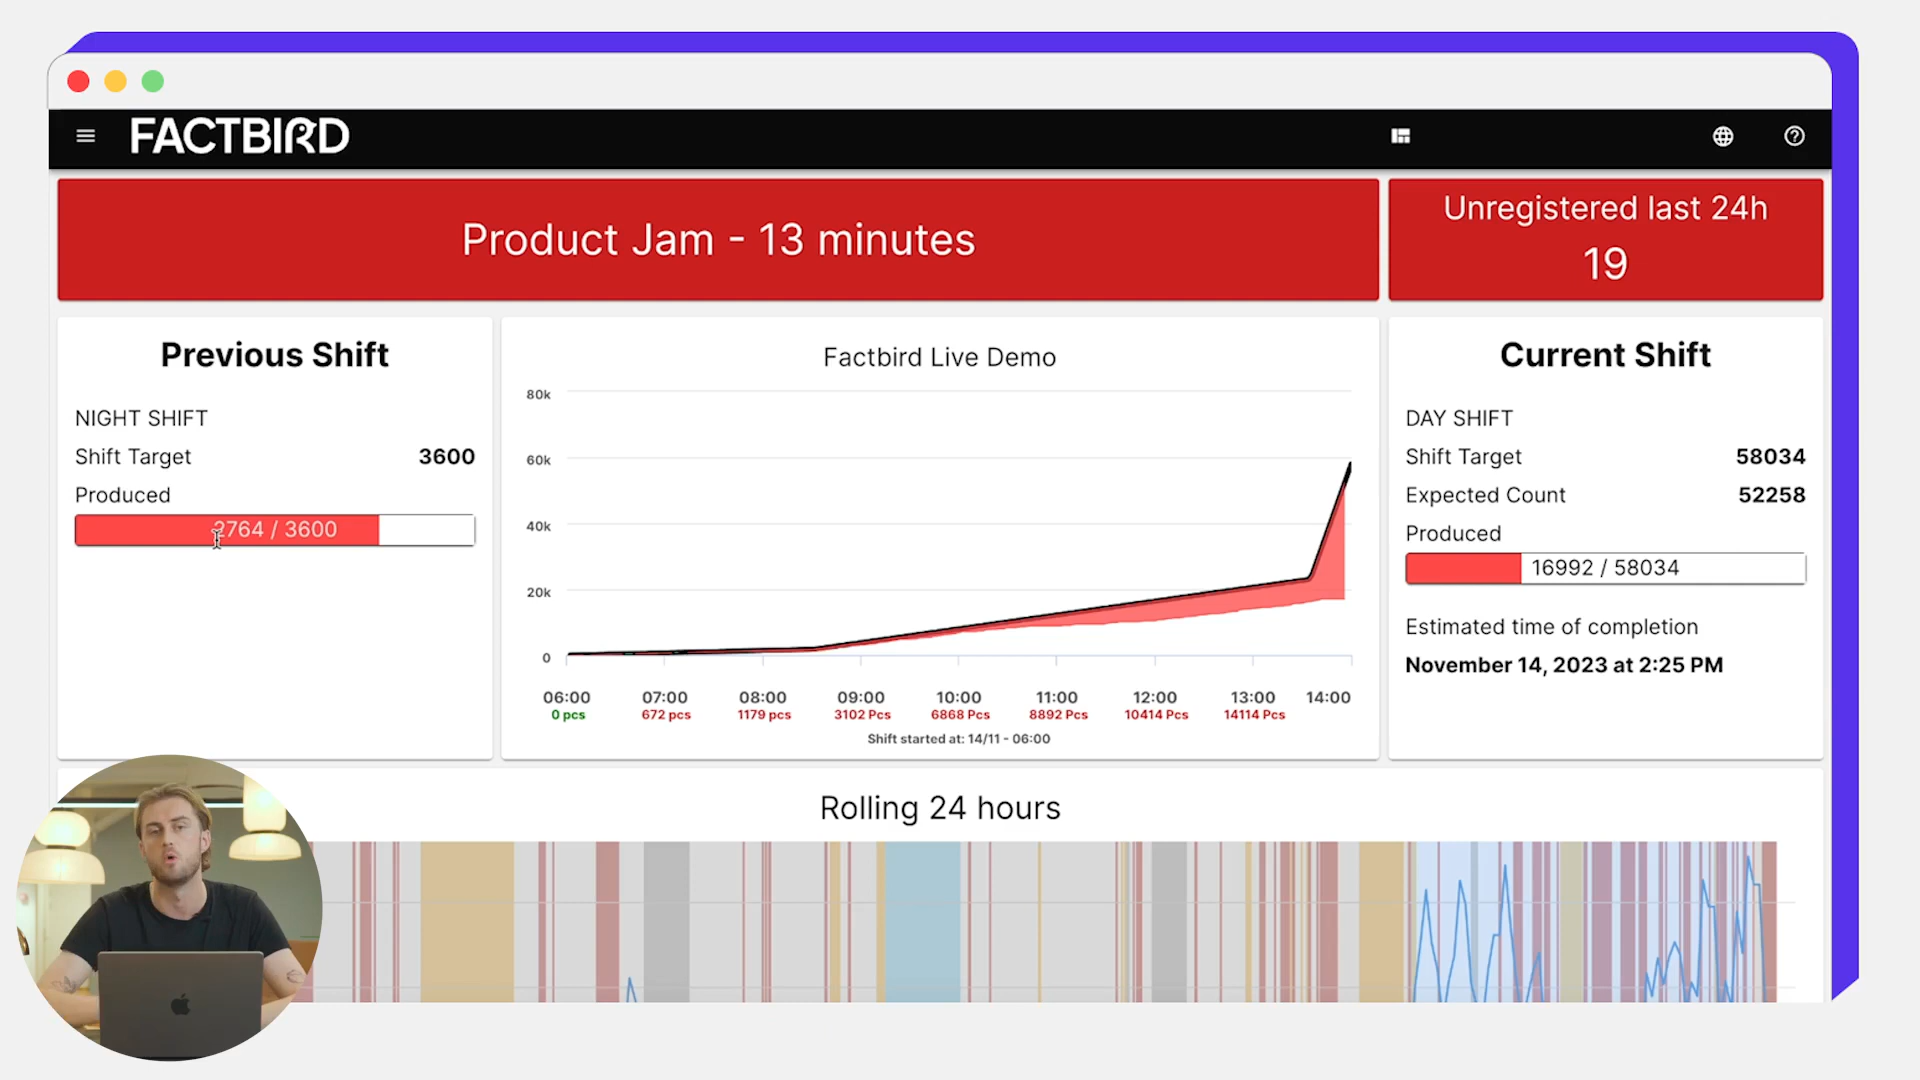 FACTBIRD
Product Jam - 13 minutes
Unregistered last 24h
19
Previous Shift
NIGHT SHIFT
Shift Target 3600
Produced
2764 / 3600
Factbird Live Demo
80k
60k
40k
20k
0
06:00 07:00 08:00 09:00 10:00 11:00 12:00 13:00 14:00
0 pcs 672 pcs 1179 pcs 3102 Pcs 6868 Pcs 8892 Pcs 10414 Pcs 14114 Pcs
Shift started at: 14/11 - 06:00
Current Shift
DAY SHIFT
Shift Target 58034
Expected Count 52258
Produced
16992 / 58034
Estimated time of completion
November 14, 2023 at 2:25 PM
Rolling 24 hours